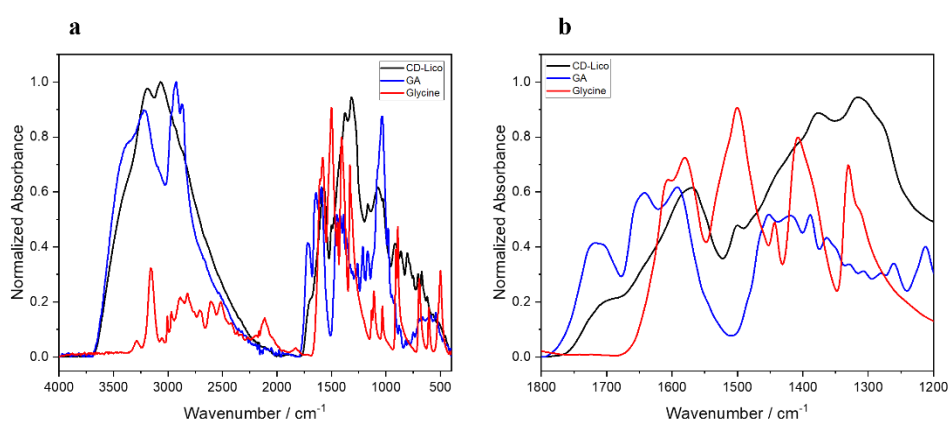 a
b
Normalized Absorbance
1.0
0.8
0.6
0.4
0.2
0.0
4000 3500 3000 2500 2000 1500 1000 500
Wavenumber / cm-1
CD-Lico
GA
Glycine
Normalized Absorbance
1.0
0.8
0.6
0.4
0.2
0.0
1800 1700 1600 1500 1400 1300 1200
Wavenumber / cm-1
CD-Lico
GA
Glycine